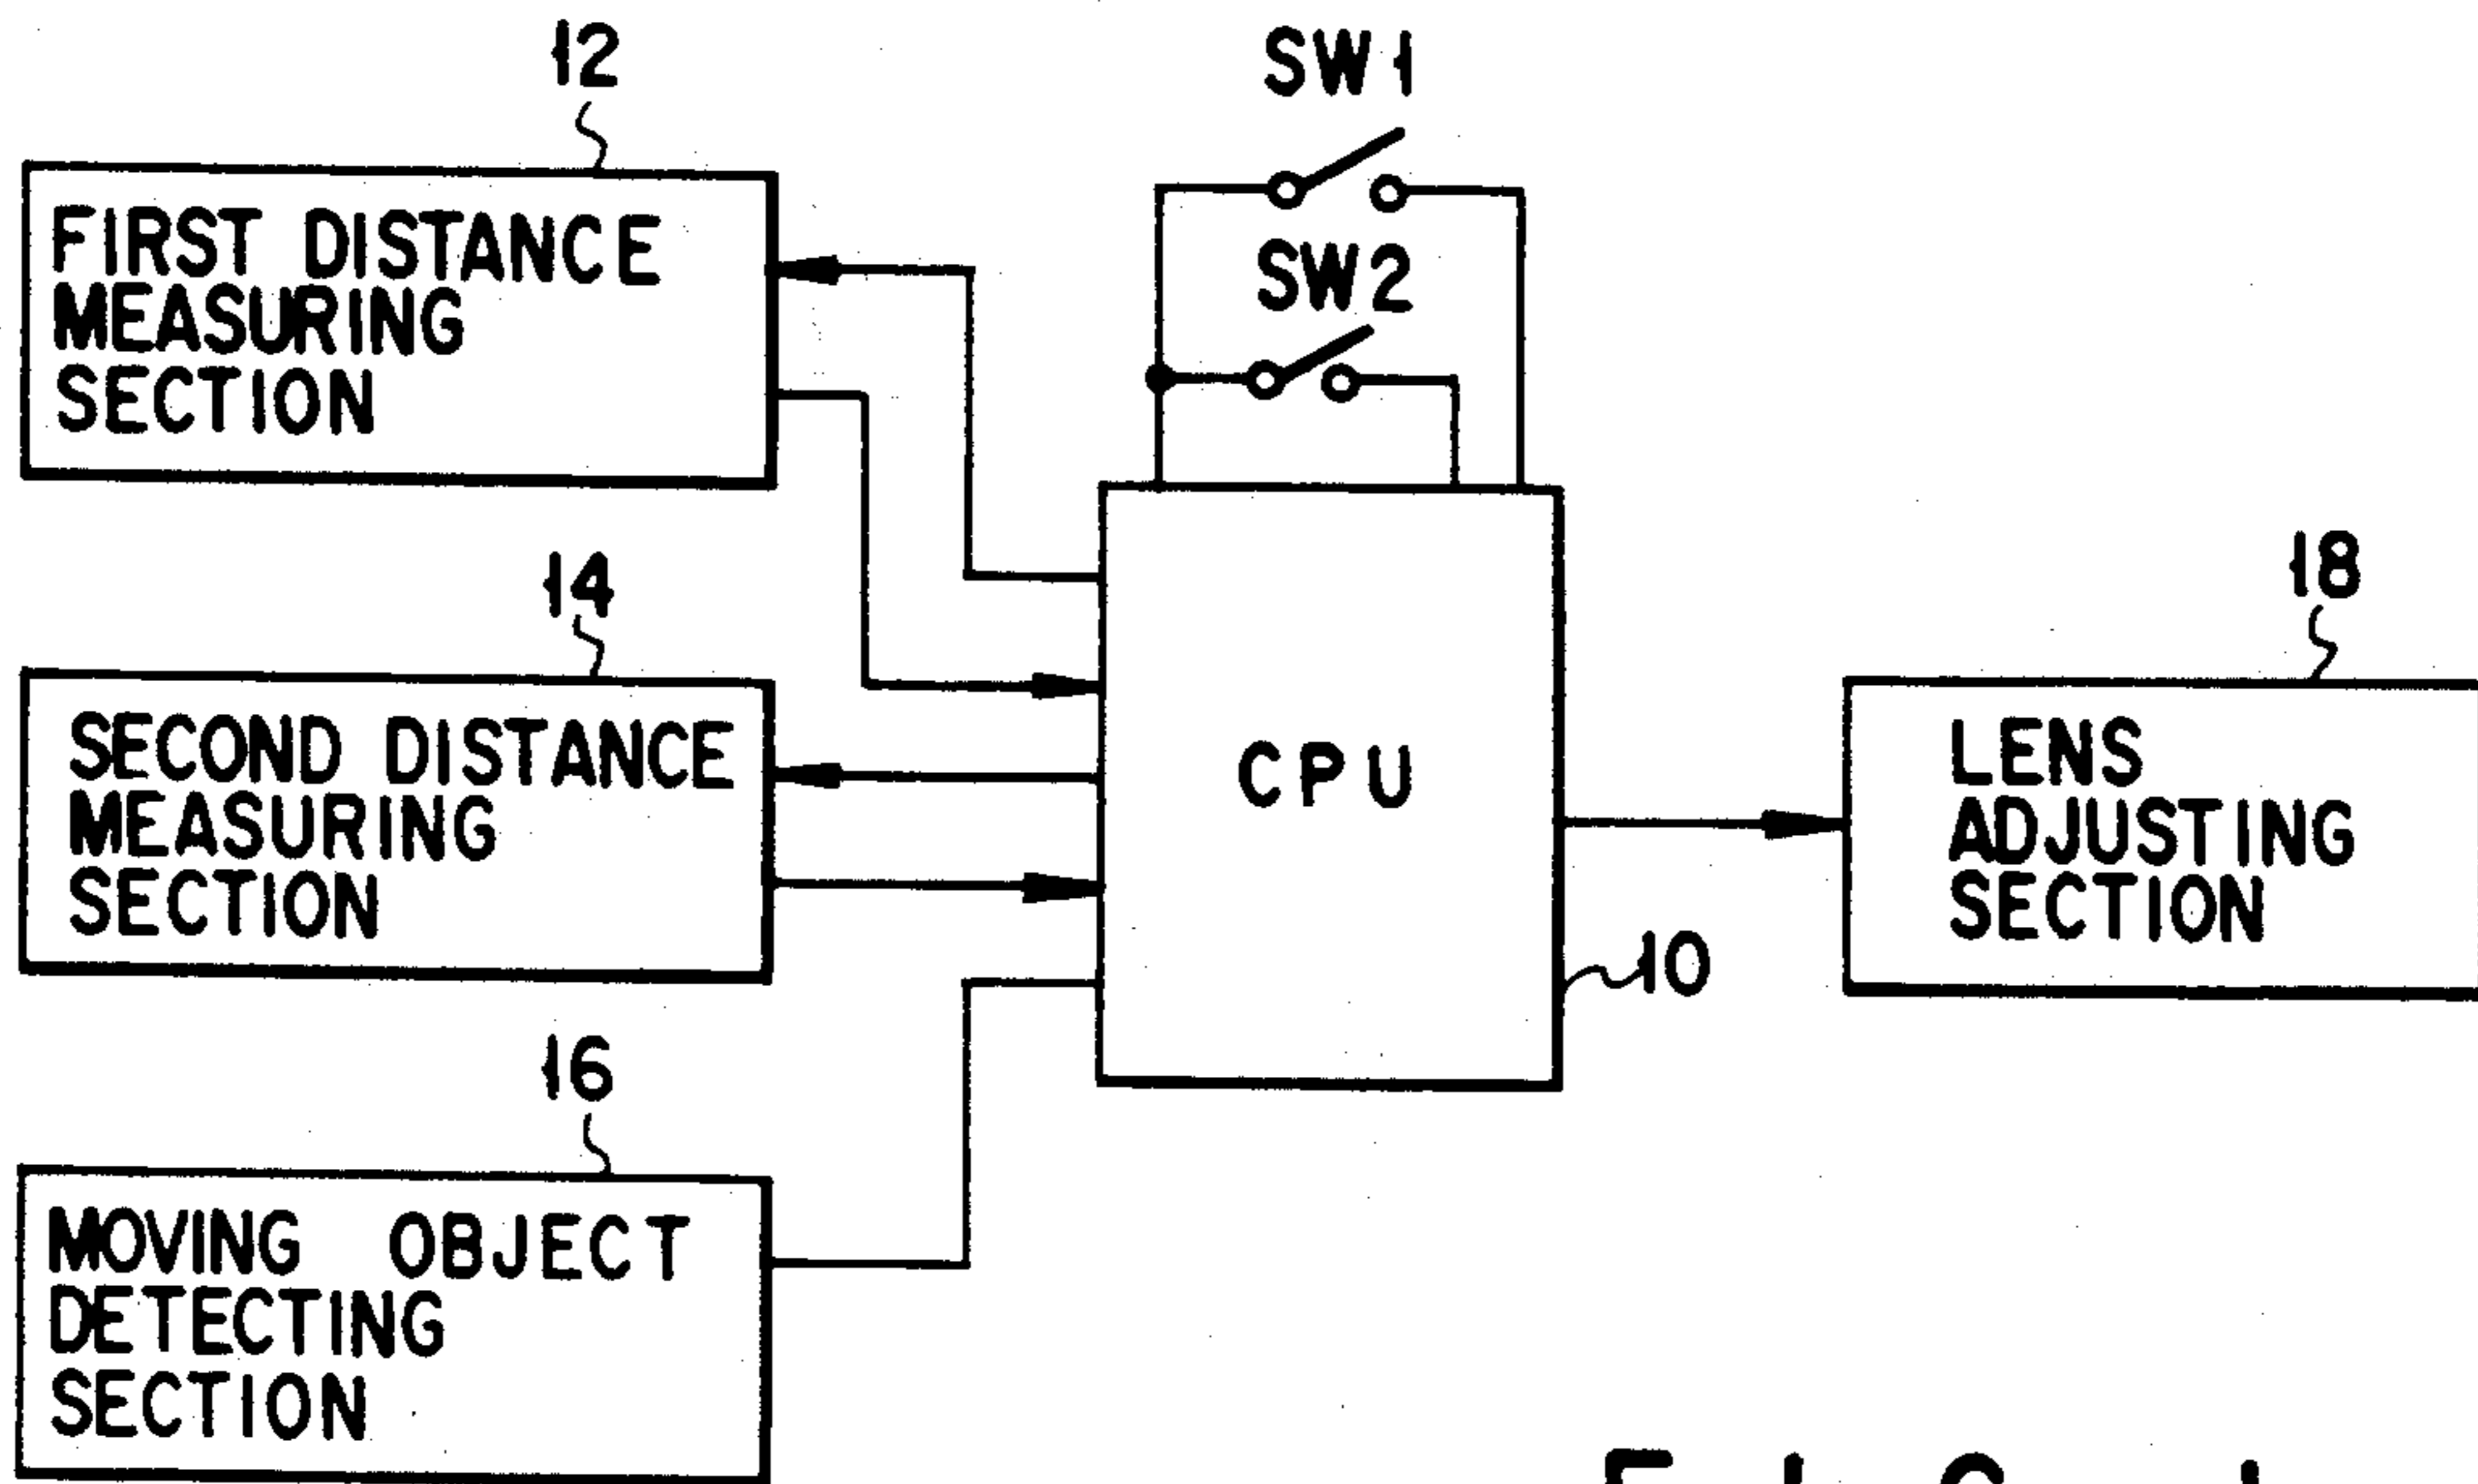 12
FIRST DISTANCE
MEASURING
SECTION
SW1
SW2
14
SECOND DISTANCE
MEASURING
SECTION
CPU
10
18
LENS
ADJUSTING
SECTION
16
MOVING OBJECT
DETECTING
SECTION